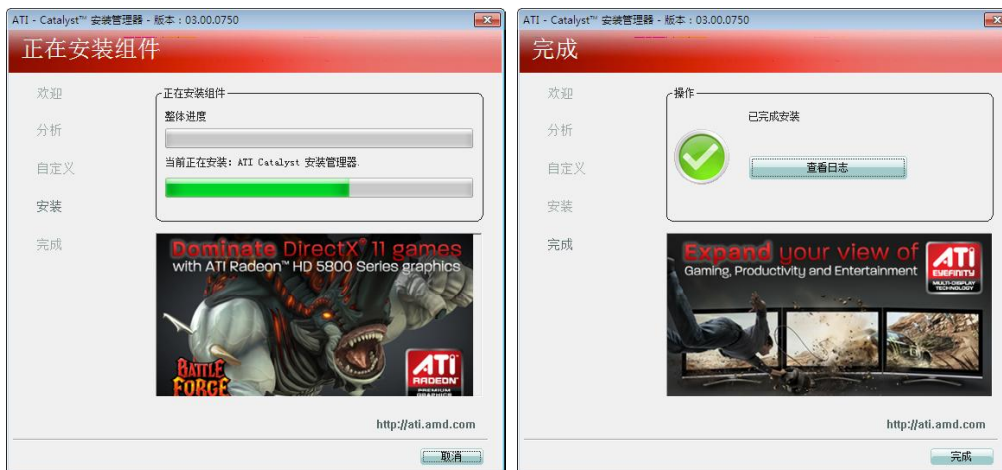 ATI - Catalyst™ 安装管理器 - 版本：03.00.0750
正在安装组件
欢迎
分析
自定义
安装
完成
正在安装组件
整体进度
当前正在安装: ATI Catalyst 安装管理器.
Dominate DirectX® 11 games
with ATI Radeon™ HD 5800 Series graphics
BATTLE
FORGE
ATI
RADEON
PREMIUM
GRAPHICS
http://ati.amd.com
取消
ATI - Catalyst™ 安装管理器 - 版本：03.00.0750
完成
欢迎
分析
自定义
安装
完成
操作
已完成安装
查看日志
Expand your view of
Gaming, Productivity and Entertainment
ATI
EYEFINITY
MULTI-DISPLAY
TECHNOLOGY
http://ati.amd.com
完成